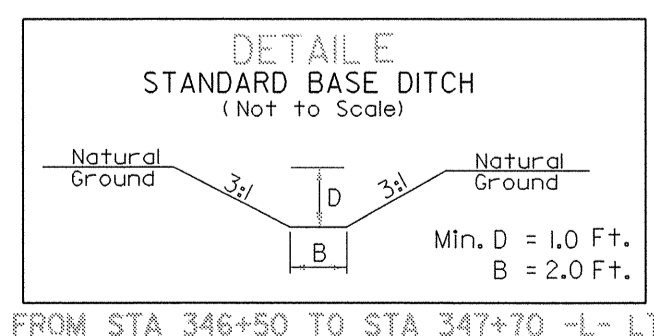 DETAIL E
STANDARD BASE DITCH
(Not to Scale)
Natural
Ground
3:1
D
3:1
Natural
Ground
B
Min. D = 1.0 Ft.
B = 2.0 Ft.
FROM STA 346+50 TO STA 347+70 -L- LT